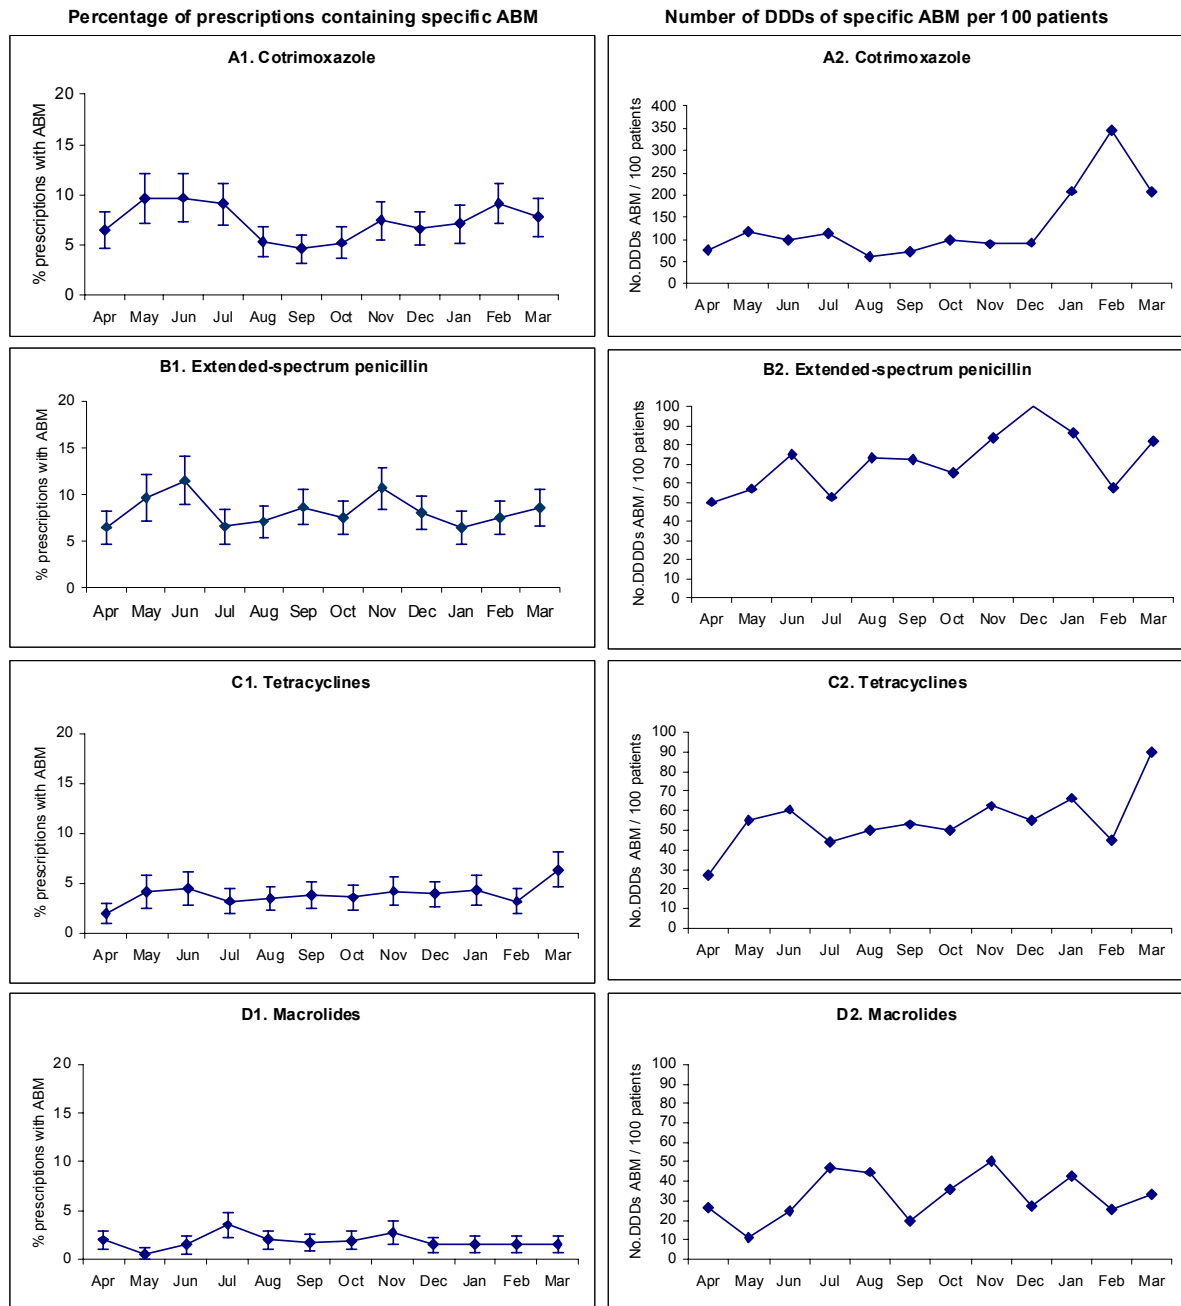 Percentage of prescriptions containing specific ABM
Number of DDDs of specific ABM per 100 patients
A1. Cotrimoxazole
% prescriptions with ABM
20
15
10
5
0
Apr May Jun Jul Aug Sep Oct Nov Dec Jan Feb Mar
A2. Cotrimoxazole
No.DDDs ABM / 100 patients
400
350
300
250
200
150
100
50
0
Apr May Jun Jul Aug Sep Oct Nov Dec Jan Feb Mar
B1. Extended-spectrum penicillin
% prescriptions with ABM
20
15
10
5
0
Apr May Jun Jul Aug Sep Oct Nov Dec Jan Feb Mar
B2. Extended-spectrum penicillin
No.DDDDs ABM / 100 patients
100
90
80
70
60
50
40
30
20
10
0
Apr May Jun Jul Aug Sep Oct Nov Dec Jan Feb Mar
C1. Tetracyclines
% prescriptions with ABM
20
15
10
5
0
Apr May Jun Jul Aug Sep Oct Nov Dec Jan Feb Mar
C2. Tetracyclines
No.DDDs ABM / 100 patients
100
90
80
70
60
50
40
30
20
10
0
Apr May Jun Jul Aug Sep Oct Nov Dec Jan Feb Mar
D1. Macrolides
% prescriptions with ABM
20
15
10
5
0
Apr May Jun Jul Aug Sep Oct Nov Dec Jan Feb Mar
D2. Macrolides
No.DDDs ABM / 100 patients
100
90
80
70
60
50
40
30
20
10
0
Apr May Jun Jul Aug Sep Oct Nov Dec Jan Feb Mar